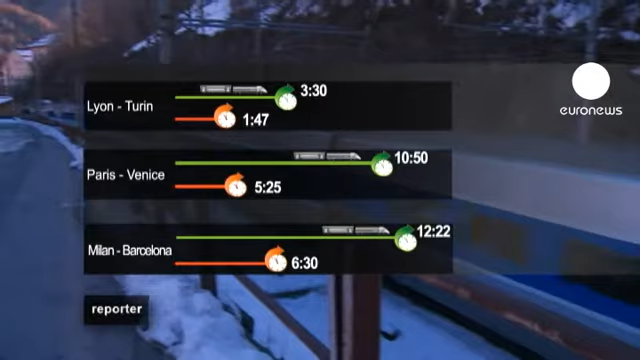 3:30
Lyon - Turin
1:47
euronews
10:50
Paris - Venice
5:25
12:22
Milan - Barcelona
6:30
reporter